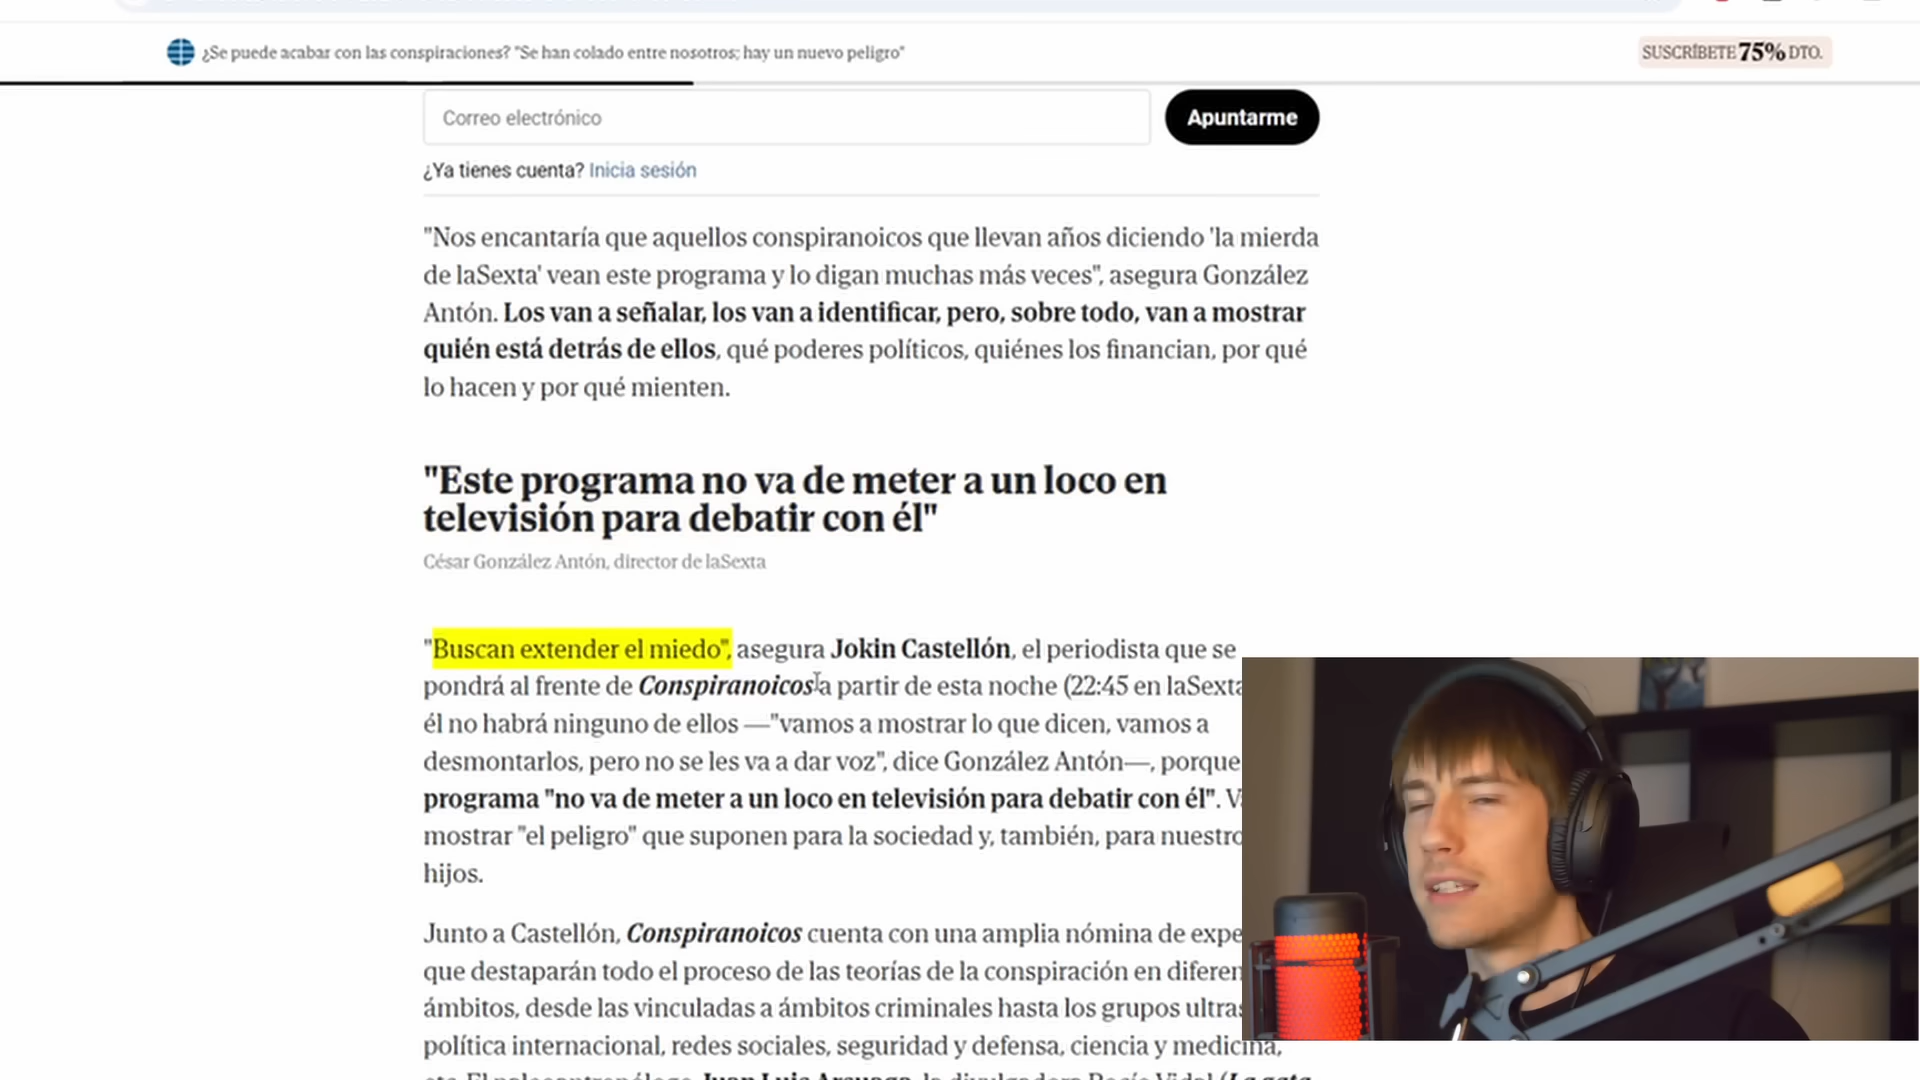 ¿Se puede acabar con las conspiraciones? "Se han colado entre nosotros; hay un nuevo peligro"
SUSCRÍBETE 75% DTO.
Correo electrónico
Apuntarme
¿Ya tienes cuenta? Inicia sesión
"Nos encantaría que aquellos conspiranoicos que llevan años diciendo 'la mierda
de laSexta' vean este programa y lo digan muchas más veces", asegura González
Antón. Los van a señalar, los van a identificar, pero, sobre todo, van a mostrar
quién está detrás de ellos, qué poderes políticos, quiénes los financian, por qué
lo hacen y por qué mienten.
"Este programa no va de meter a un loco en
televisión para debatir con él"
César González Antón, director de laSexta
"Buscan extender el miedo", asegura Jokin Castellón, el periodista que se
pondrá al frente de Conspiranoicos a partir de esta noche (22:45 en laSexta
él no habrá ninguno de ellos —"vamos a mostrar lo que dicen, vamos a
desmontarlos, pero no se les va a dar voz", dice González Antón—, porque
programa "no va de meter a un loco en televisión para debatir con él". V
mostrar "el peligro" que suponen para la sociedad y, también, para nuestro
hijos.
Junto a Castellón, Conspiranoicos cuenta con una amplia nómina de expe
que destaparán todo el proceso de las teorías de la conspiración en diferen
ámbitos, desde las vinculadas a ámbitos criminales hasta los grupos ultras
política internacional, redes sociales, seguridad y defensa, ciencia y medicina,